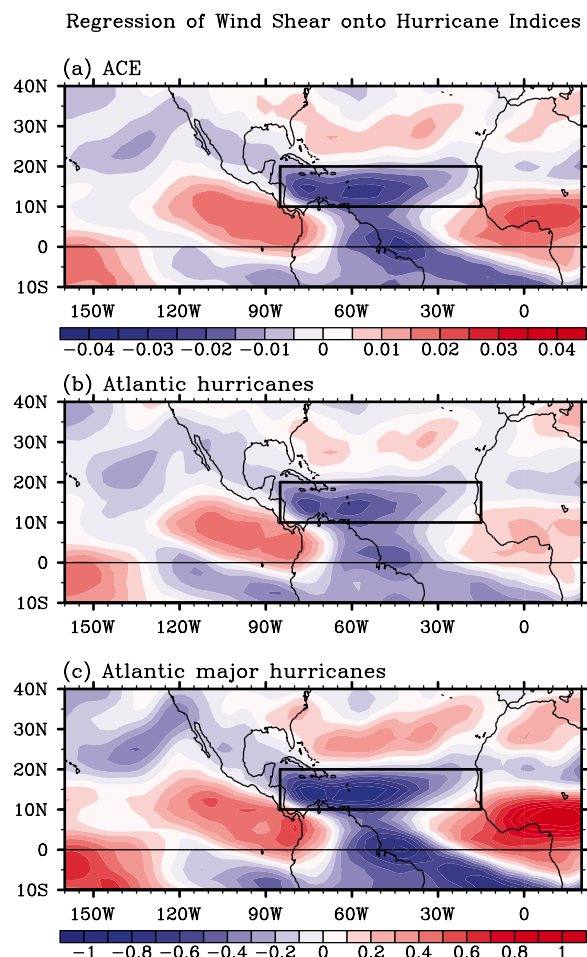 Regression of Wind Shear onto Hurricane Indices
(a) ACE
40N
30N
20N
10N
0
10S
150W 120W 90W 60W 30W 0
−0.04 −0.03 −0.02 −0.01 0 0.01 0.02 0.03 0.04
(b) Atlantic hurricanes
40N
30N
20N
10N
0
10S
150W 120W 90W 60W 30W 0
(c) Atlantic major hurricanes
40N
30N
20N
10N
0
10S
150W 120W 90W 60W 30W 0
−1 −0.8 −0.6 −0.4 −0.2 0 0.2 0.4 0.6 0.8 1